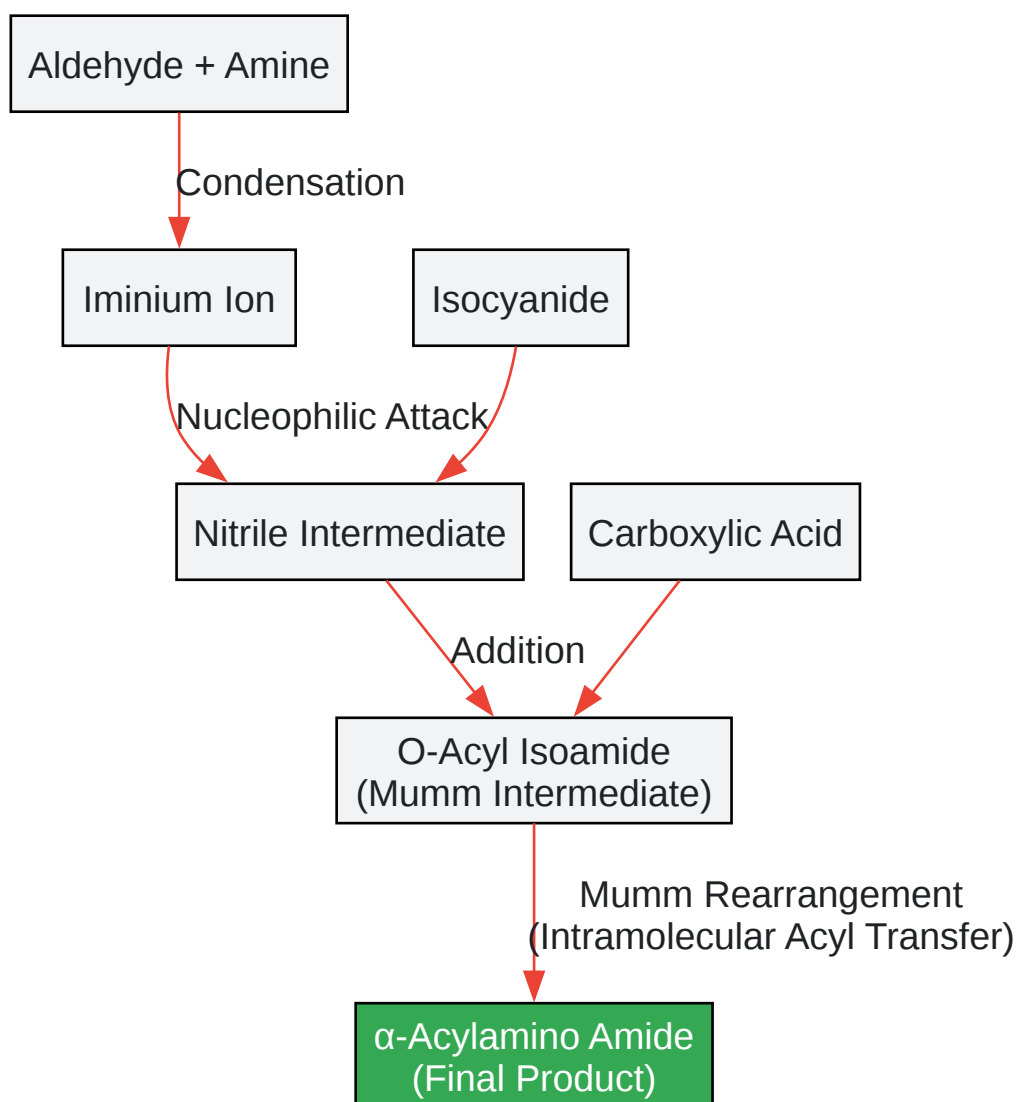 Aldehyde + Amine
Condensation
Iminium Ion
Isocyanide
Nucleophilic Attack
Nitrile Intermediate
Carboxylic Acid
Addition
O-Acyl Isoamide
(Mumm Intermediate)
Mumm Rearrangement
(Intramolecular Acyl Transfer)
α-Acylamino Amide
(Final Product)